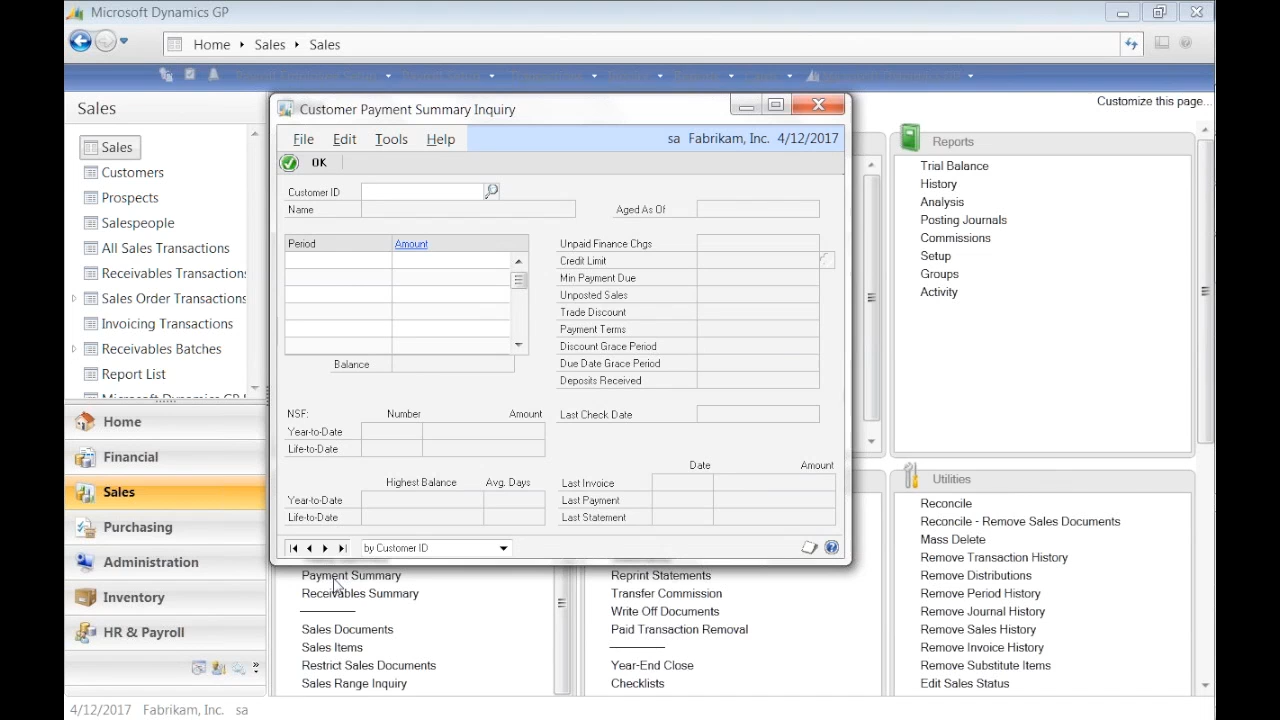 Microsoft Dynamics GP
Home Sales Sales
Customize this page...
Sales
Sales
Customers
Prospects
Salespeople
All Sales Transactions
Receivables Transactions
Sales Order Transactions
Invoicing Transactions
Receivables Batches
Report List
Home
Financial
Sales
Purchasing
Administration
Inventory
HR & Payroll
Customer Payment Summary Inquiry
File Edit Tools Help
sa Fabrikam, Inc. 4/12/2017
OK
Customer ID
Name
Aged As Of
Period Amount
Balance
Unpaid Finance Chgs
Credit Limit
Min Payment Due
Unposted Sales
Trade Discount
Payment Terms
Discount Grace Period
Due Date Grace Period
Deposits Received
NSF: Number Amount
Year-to-Date
Life-to-Date
Last Check Date
Highest Balance Avg. Days
Year-to-Date
Life-to-Date
Date Amount
Last Invoice
Last Payment
Last Statement
by Customer ID
Payment Summary
Receivables Summary
Sales Documents
Sales Items
Restrict Sales Documents
Sales Range Inquiry
Reprint Statements
Transfer Commission
Write Off Documents
Paid Transaction Removal
Year-End Close
Checklists
Reports
Trial Balance
History
Analysis
Posting Journals
Commissions
Setup
Groups
Activity
Utilities
Reconcile
Reconcile - Remove Sales Documents
Mass Delete
Remove Transaction History
Remove Distributions
Remove Period History
Remove Journal History
Remove Sales History
Remove Invoice History
Remove Substitute Items
Edit Sales Status
4/12/2017 Fabrikam, Inc. sa